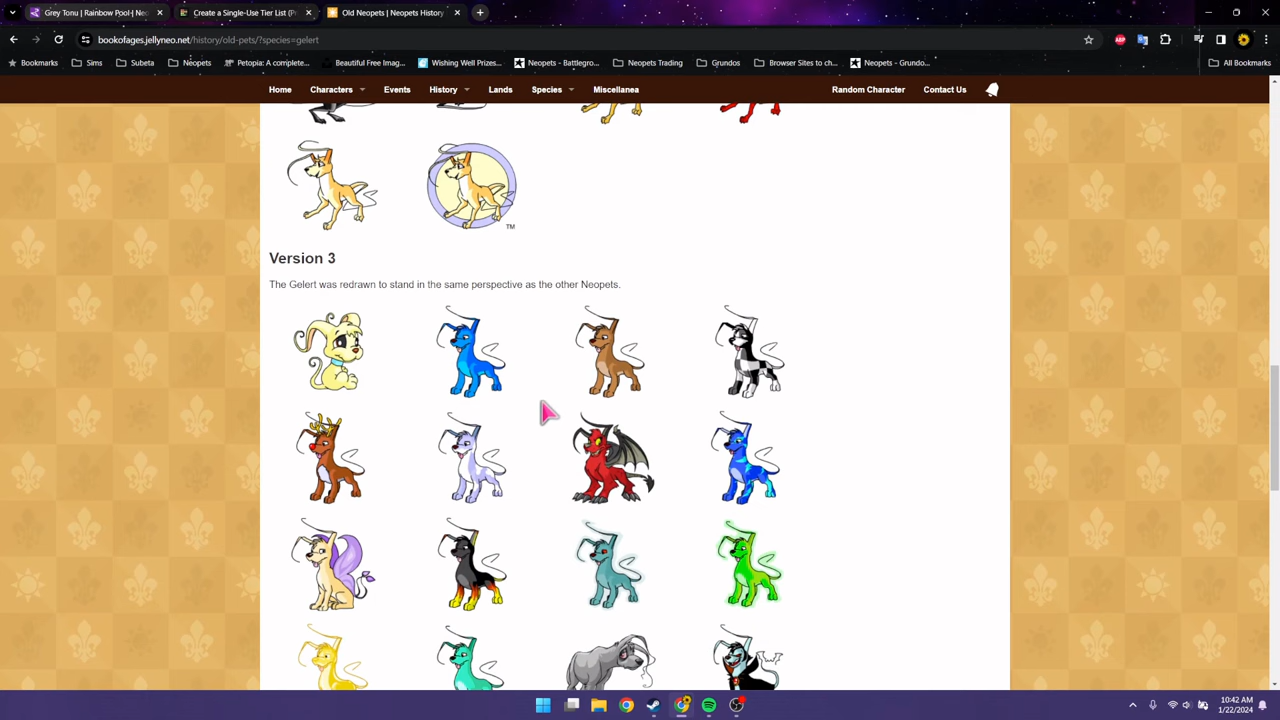 Grey Tonu | Rainbow Pool | Neo
Create a Single-Use Tier List (P
Old Neopets | Neopets History
bookofages.jellyneo.net/history/old-pets/?species=gelert
Bookmarks
Sims
Subeta
Neopets
Petopia: A complete...
Beautiful Free Imag...
Wishing Well Prizes...
Neopets - Battlegro...
Neopets Trading
Grundos
Browser Sites to ch...
Neopets - Grundo...
All Bookmarks
Home
Characters
Events
History
Lands
Species
Miscellanea
Random Character
Contact Us
TM
Version 3
The Gelert was redrawn to stand in the same perspective as the other Neopets.
10:42 AM
1/22/2024